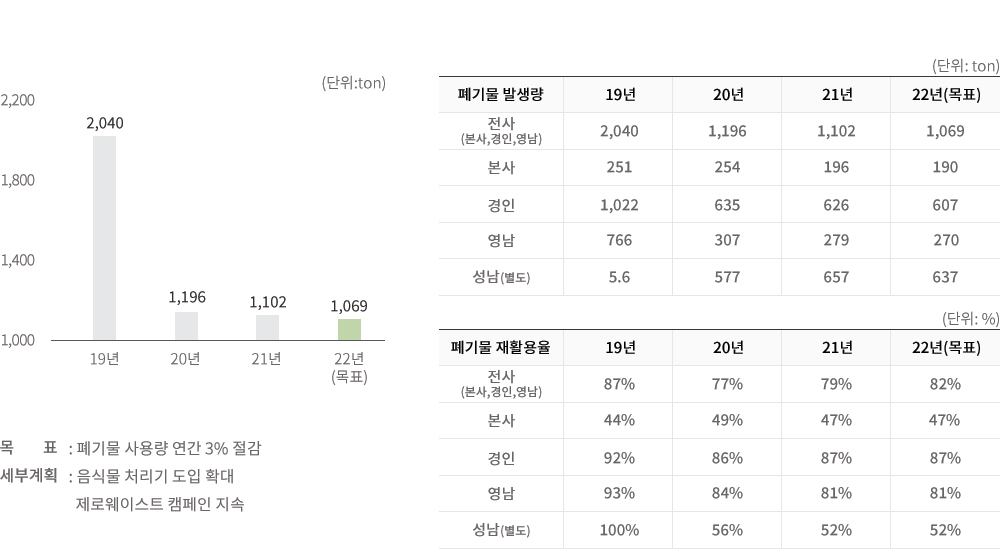 (단위:ton)
2,200
1,800
1,400
1,000
2,040
1,196
1,102
1,069
19년
20년
21년
22년
(목표)
목 표 : 폐기물 사용량 연간 3% 절감
세부계획 : 음식물 처리기 도입 확대
제로웨이스트 캠페인 지속
(단위: ton)
폐기물 발생량 19년 20년 21년 22년(목표)
전사
(본사,경인,영남) 2,040 1,196 1,102 1,069
본사 251 254 196 190
경인 1,022 635 626 607
영남 766 307 279 270
성남(별도) 5.6 577 657 637
(단위: %)
폐기물 재활용율 19년 20년 21년 22년(목표)
전사
(본사,경인,영남) 87% 77% 79% 82%
본사 44% 49% 47% 47%
경인 92% 86% 87% 87%
영남 93% 84% 81% 81%
성남(별도) 100% 56% 52% 52%